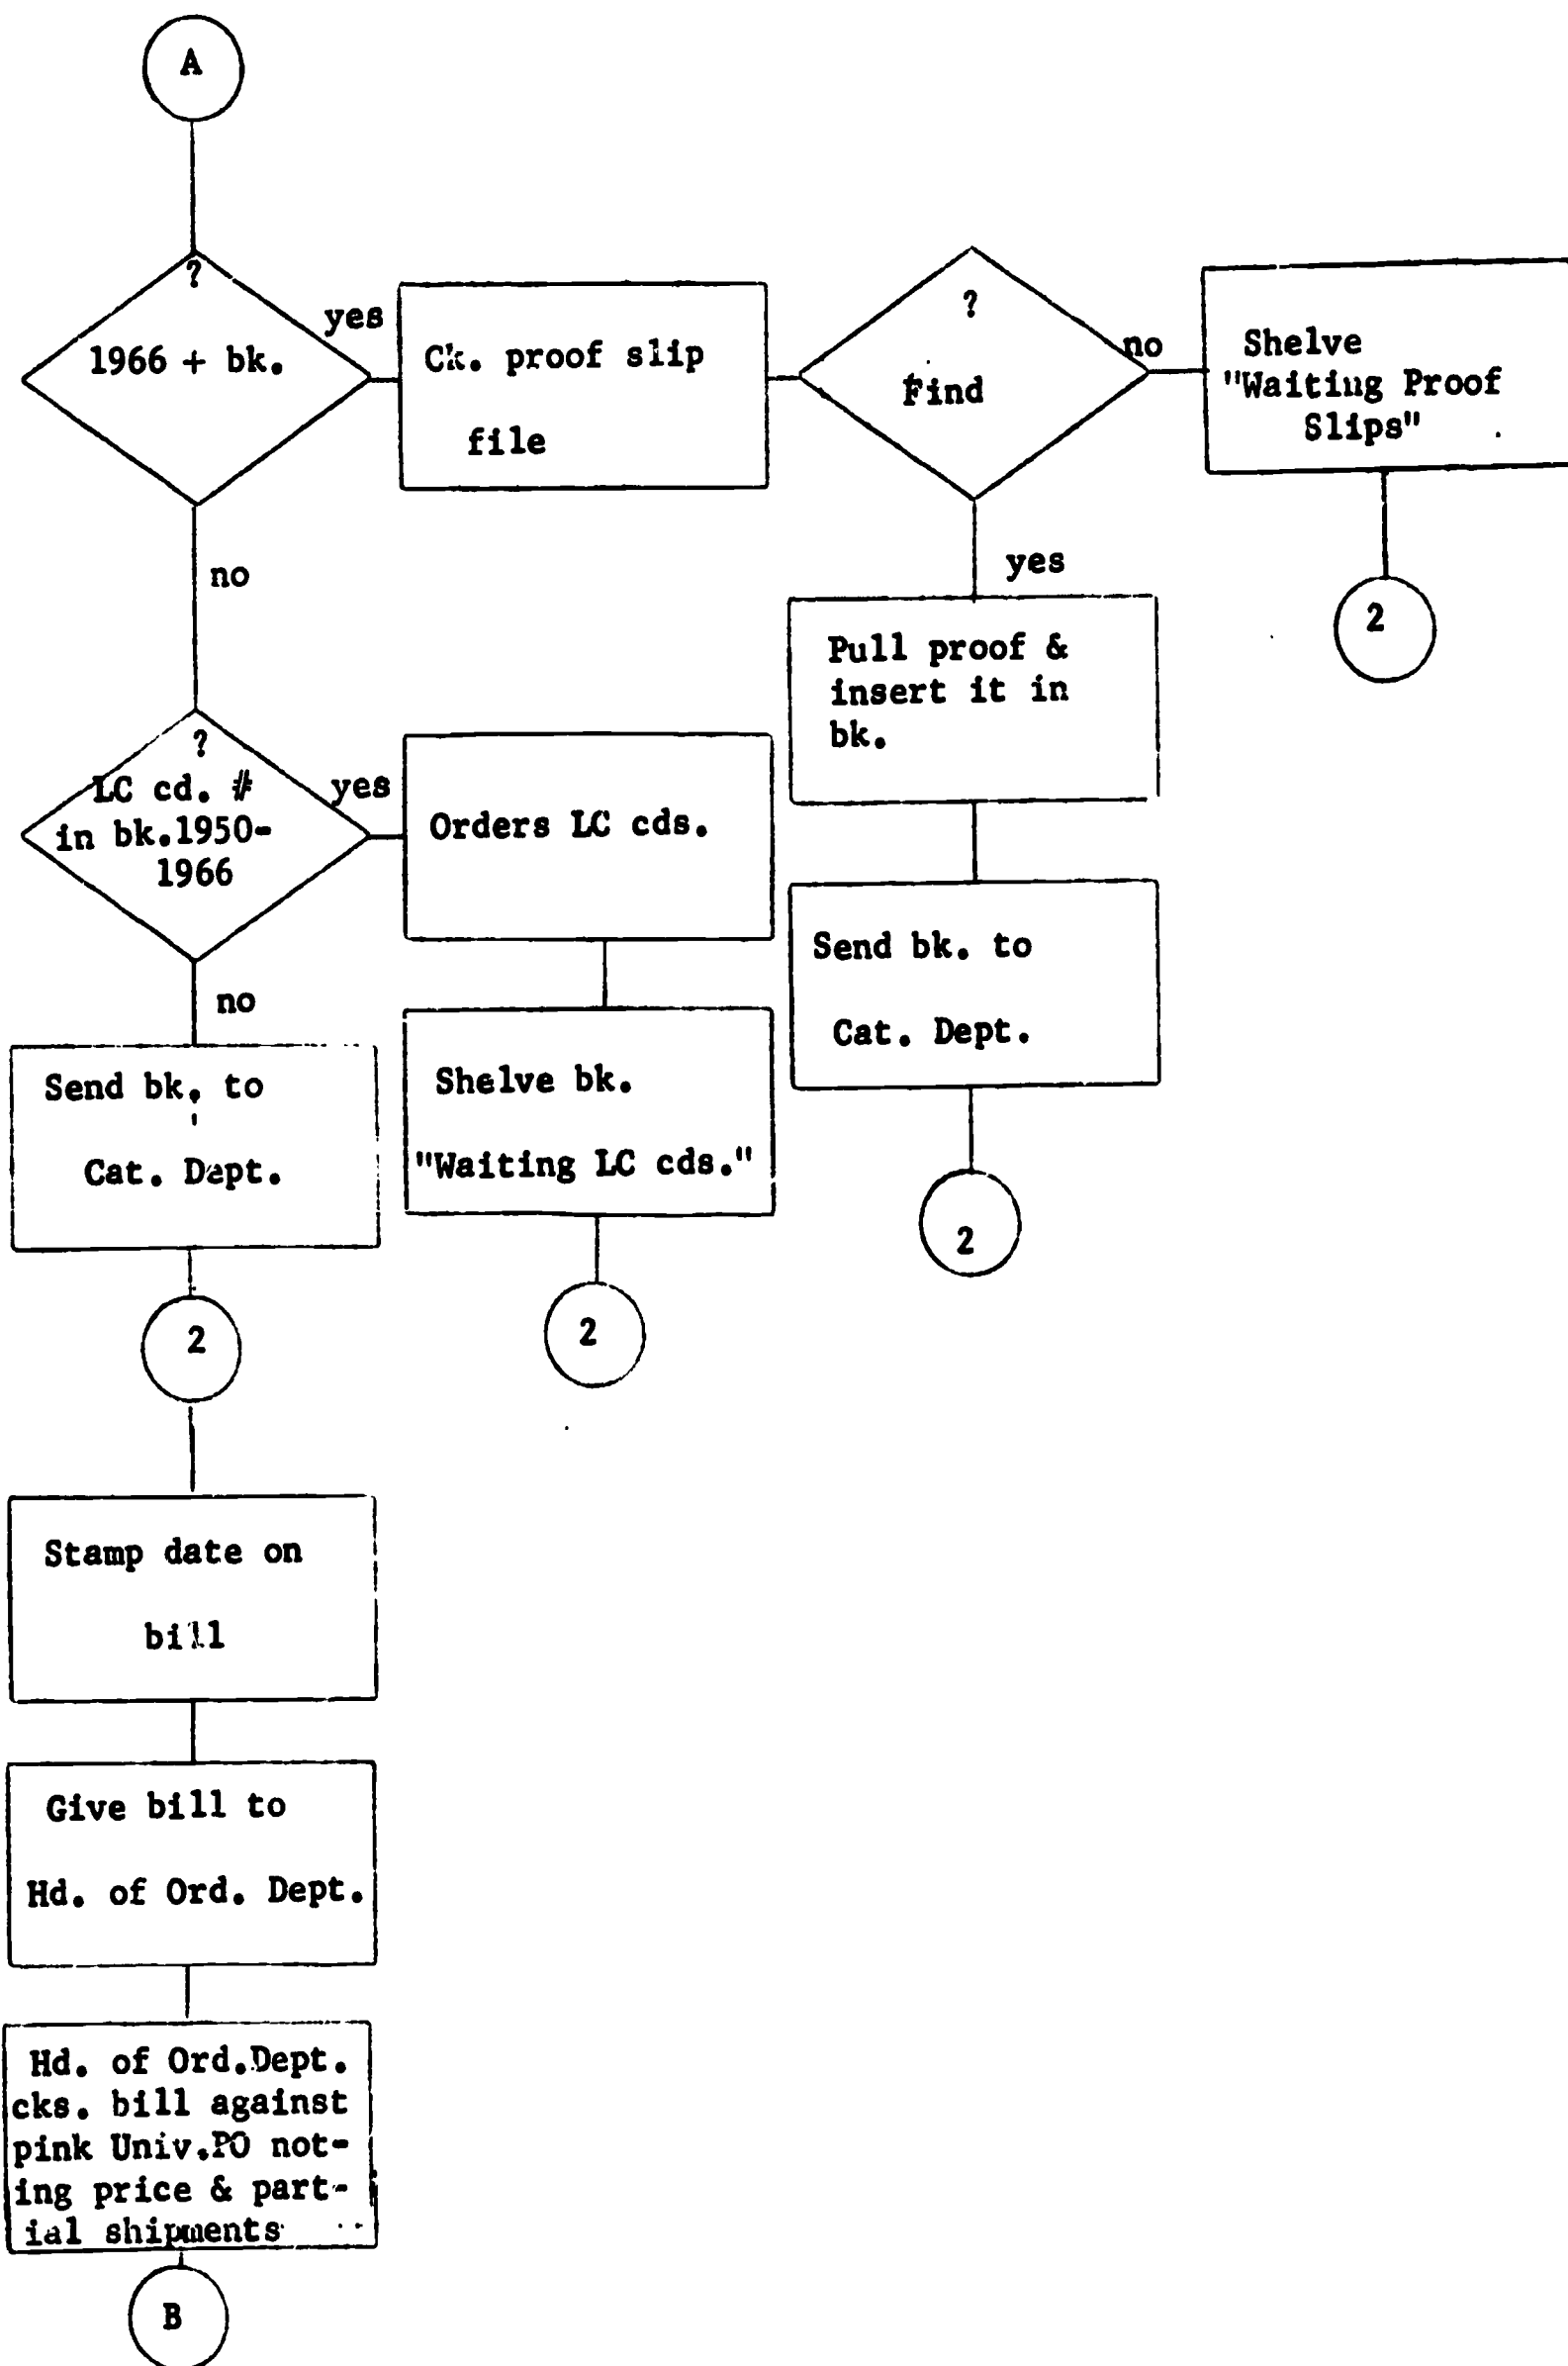 A
?
1966 + bk.
yes
Ck. proof slip
file
?
Find
no
Shelve
"Waiting Proof
Slips"
2
yes
Pull proof &
insert it in
bk.
Send bk. to
Cat. Dept.
2
no
?
LC cd. #
in bk.1950-
1966
yes
Orders LC cds.
Shelve bk.
"Waiting LC cds."
2
no
Send bk. to
Cat. Dept.
2
Stamp date on
bill
Give bill to
Hd. of Ord. Dept.
Hd. of Ord.Dept.
cks. bill against
pink Univ.PO not-
ing price & part-
ial shipments
B